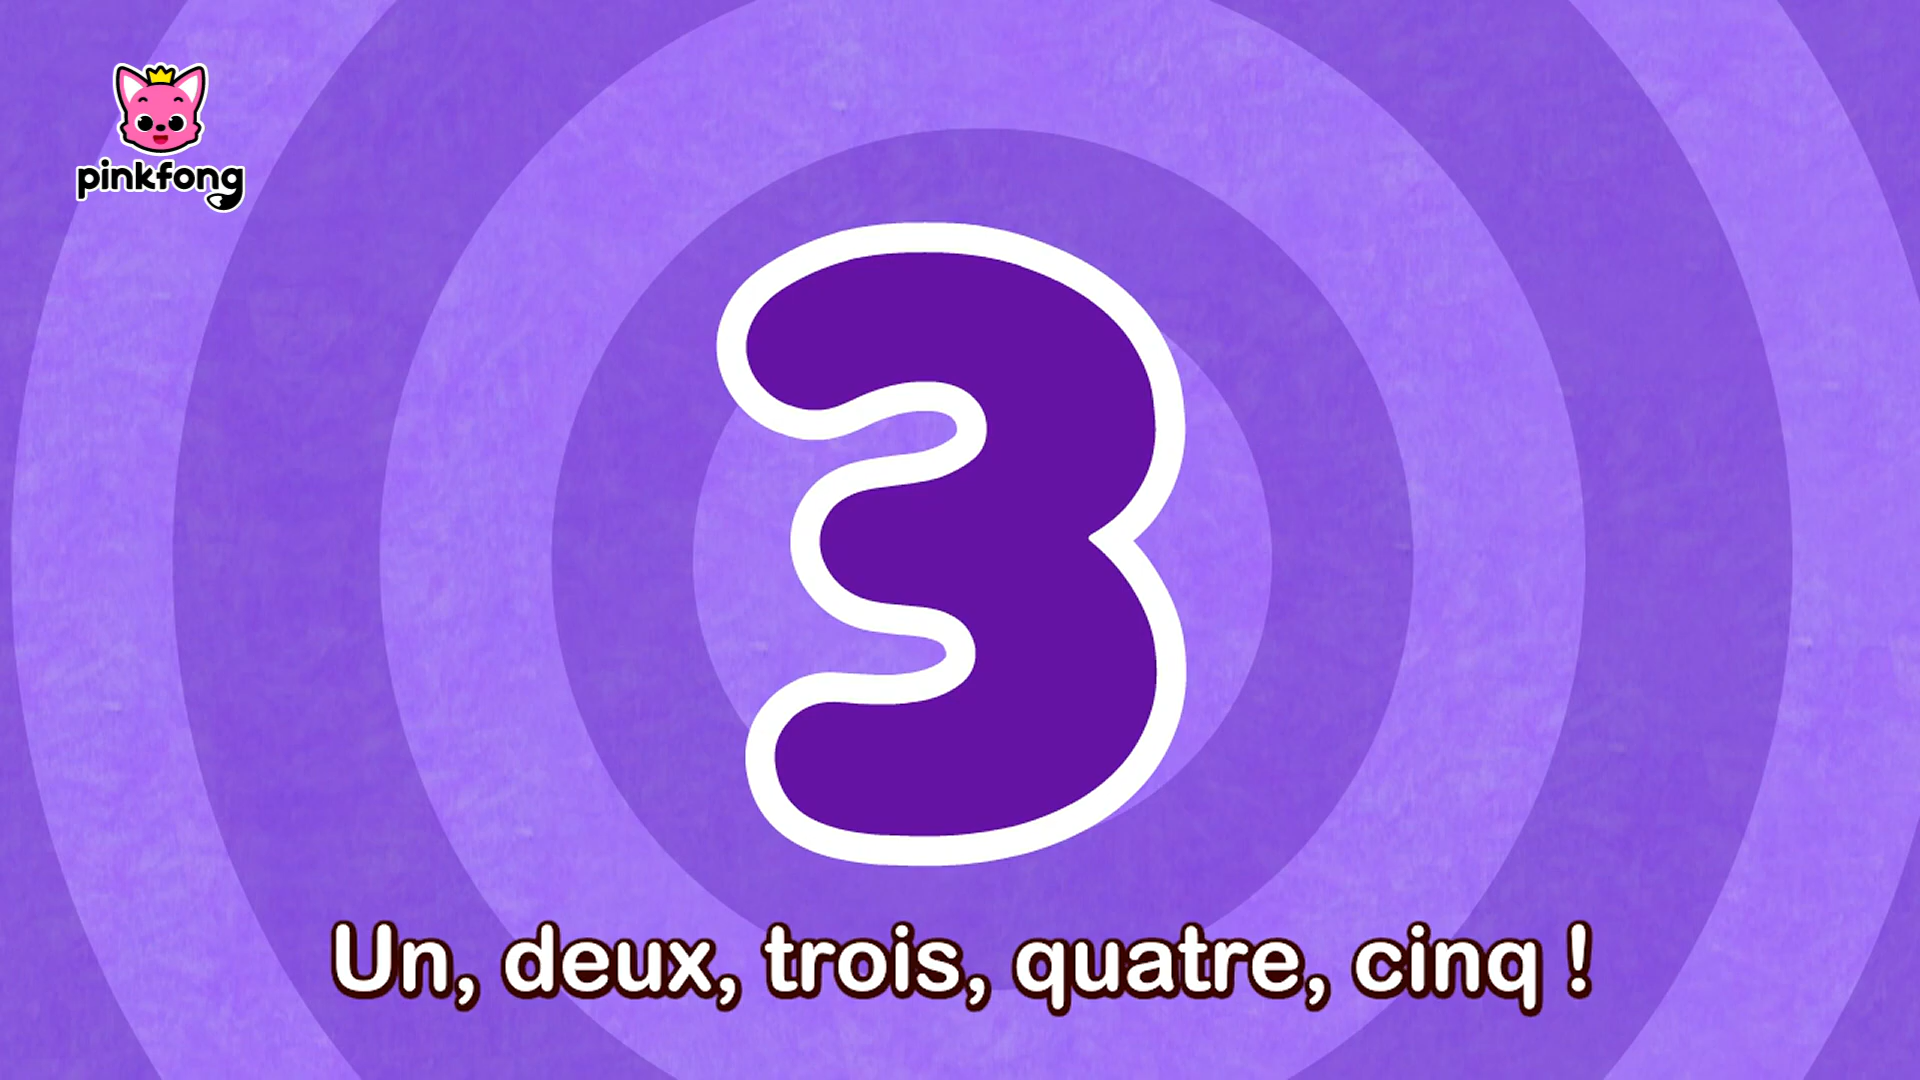 pinkfong
3
Un, deux, trois, quatre, cinq !